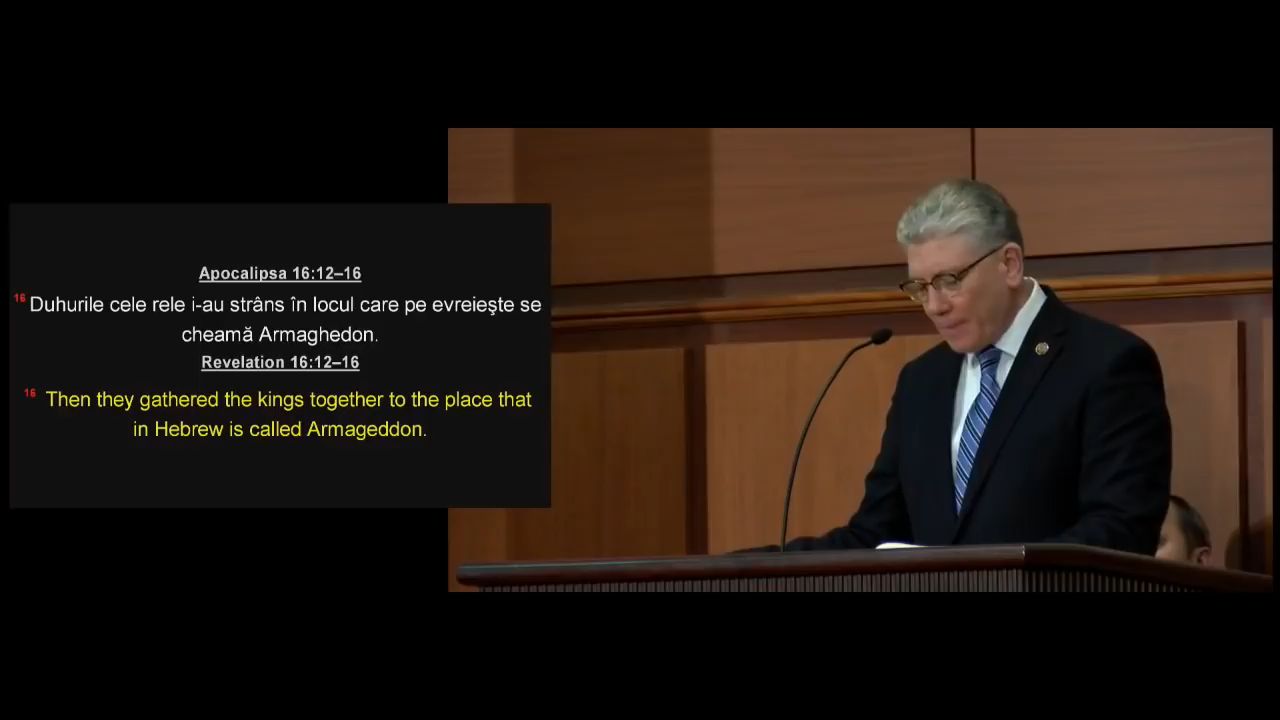 Apocalipsa 16:12–16
16 Duhurile cele rele i-au strâns în locul care pe evreieşte se
cheamă Armaghedon.
Revelation 16:12–16
16 Then they gathered the kings together to the place that
in Hebrew is called Armageddon.